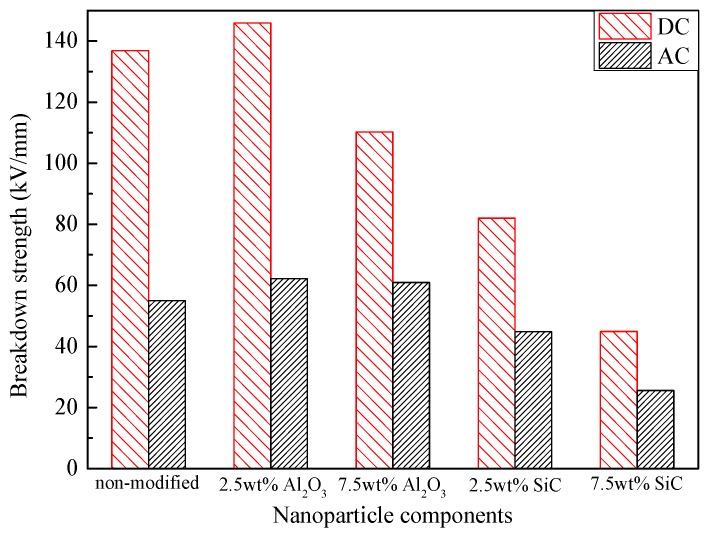 DC
AC
140
120
100
80
60
40
20
0
Breakdown strength (kV/mm)
non-modified 2.5wt% Al₂O₃ 7.5wt% Al₂O₃ 2.5wt% SiC 7.5wt% SiC
Nanoparticle components